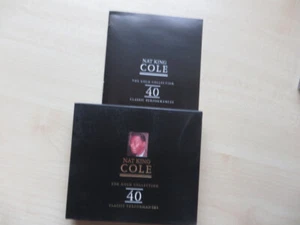 NAT KING
COLE
THE GOLD COLLECTION
40
CLASSIC PERFORMANCES
NAT KING
COLE
THE GOLD COLLECTION
40
CLASSIC PERFORMANCES